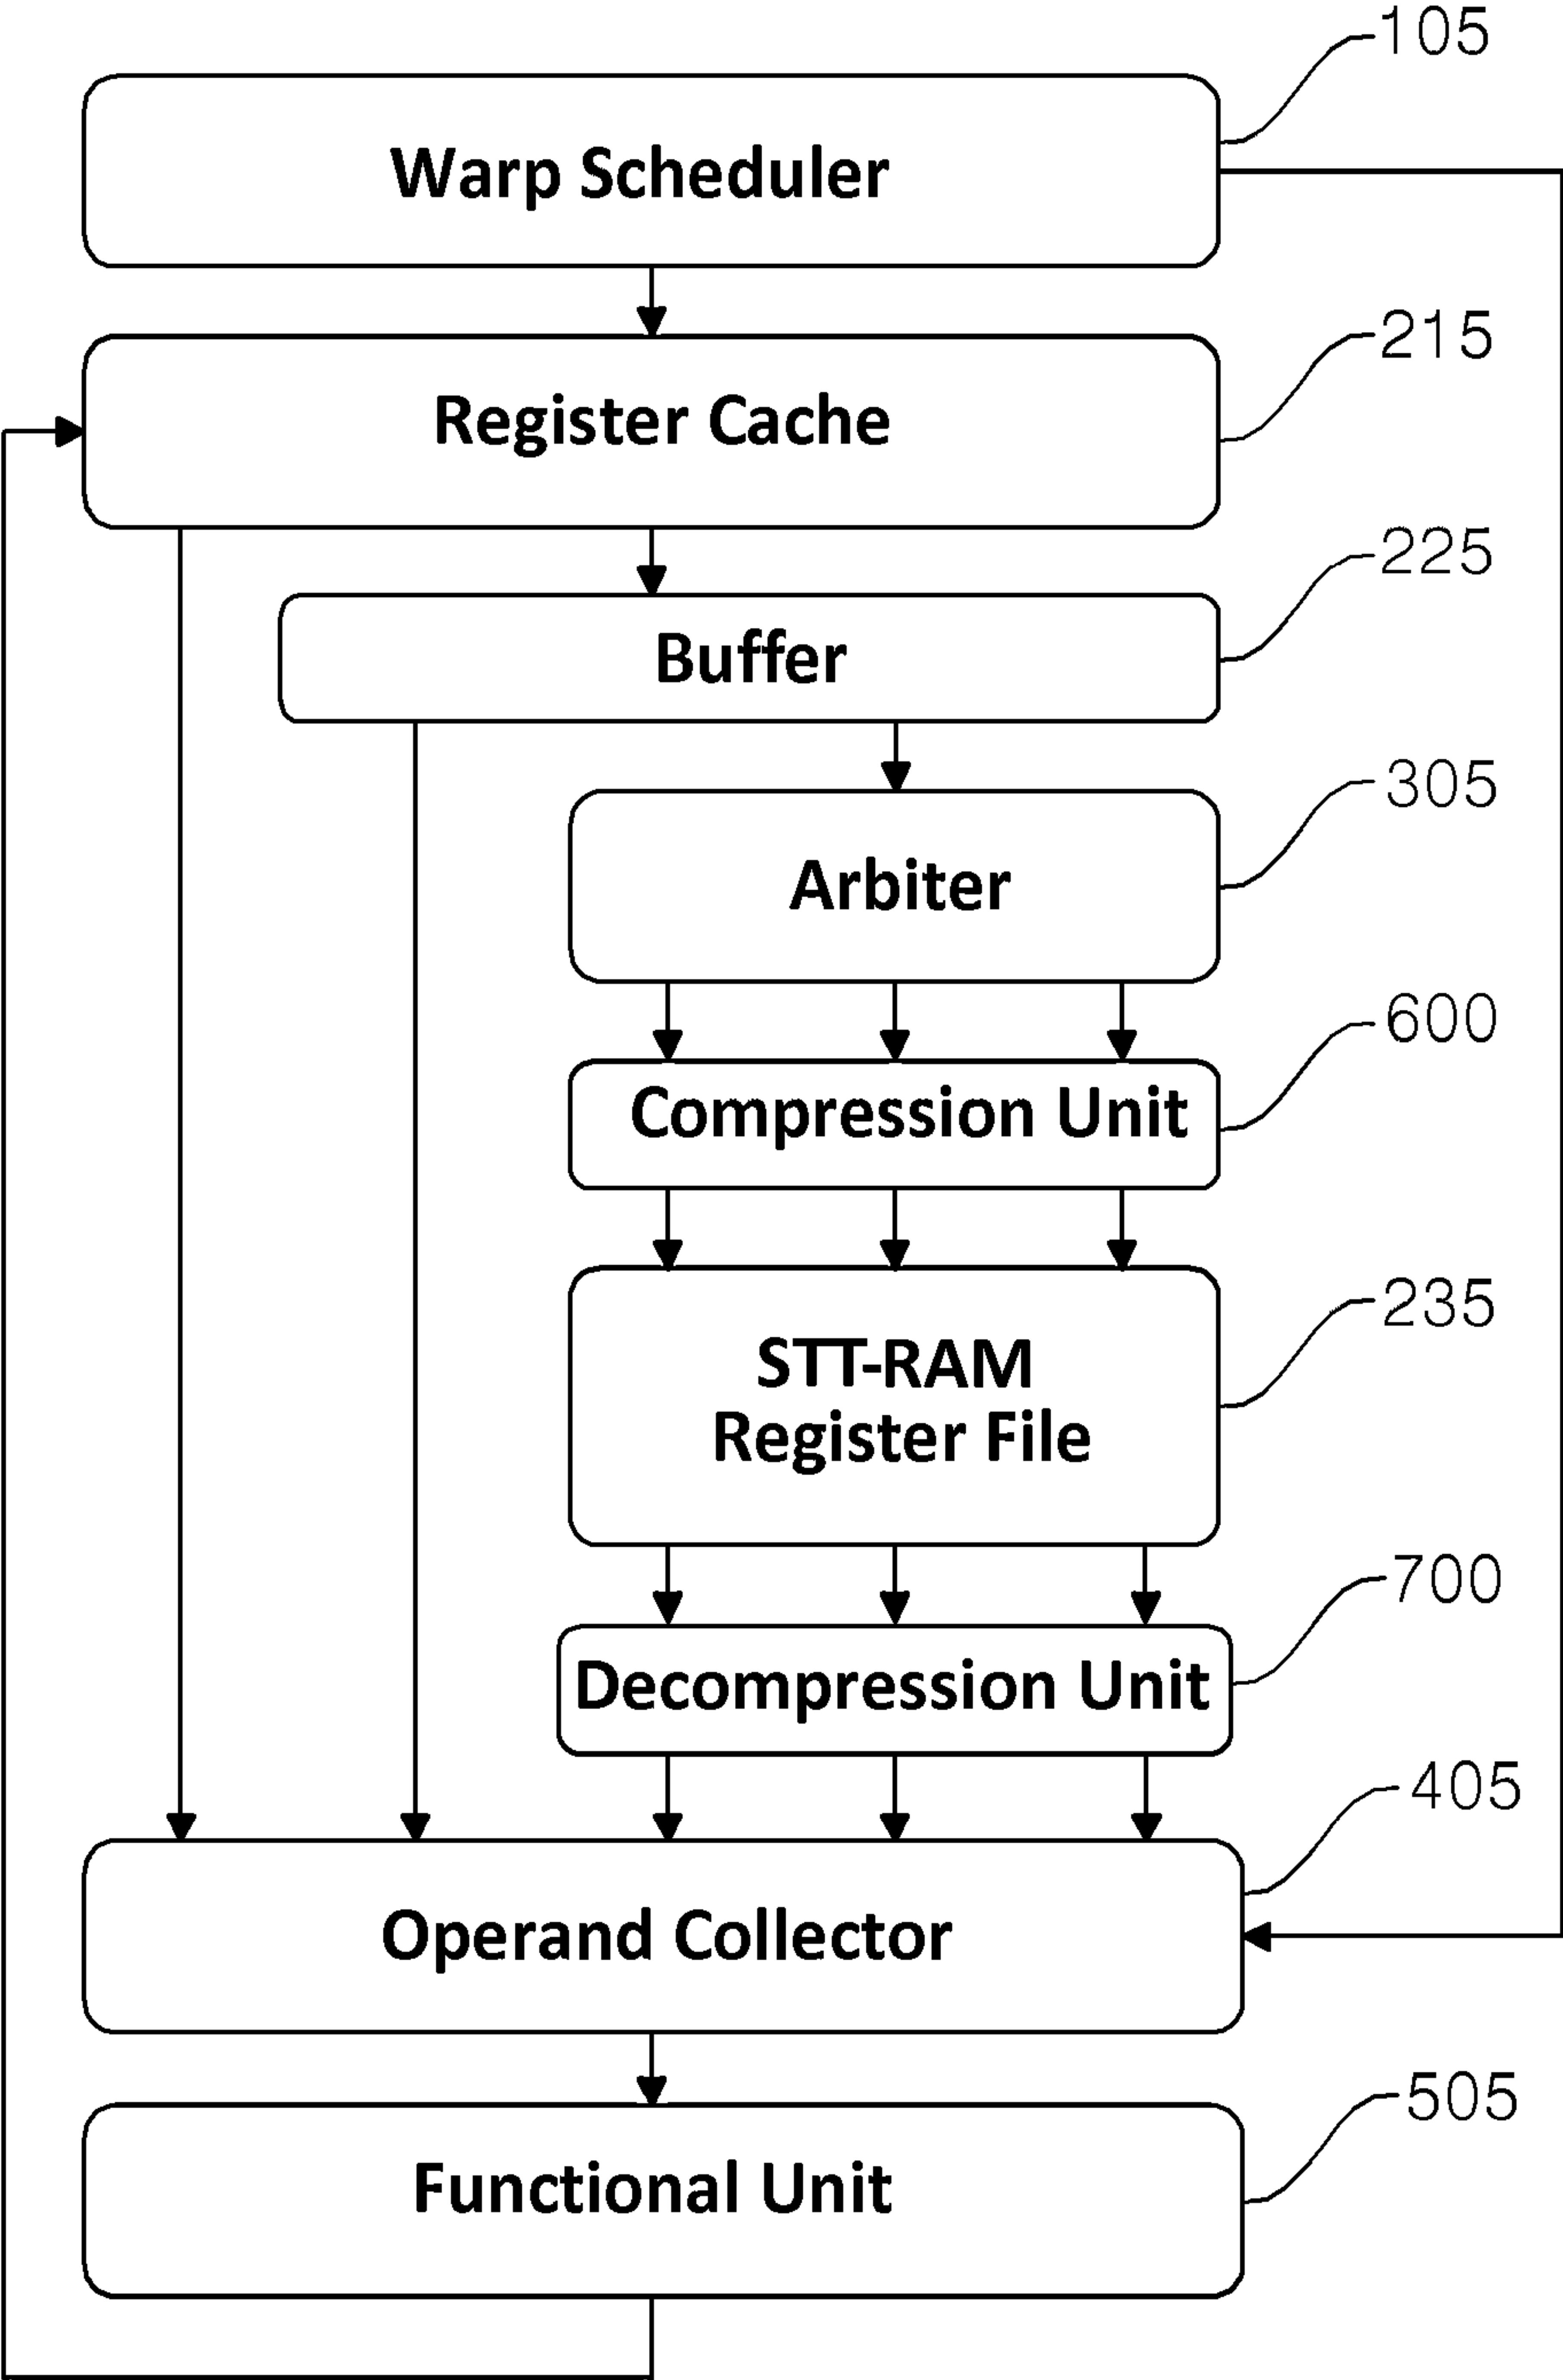 105
Warp Scheduler
215
Register Cache
225
Buffer
305
Arbiter
600
Compression Unit
235
STT-RAM
Register File
700
Decompression Unit
405
Operand Collector
505
Functional Unit